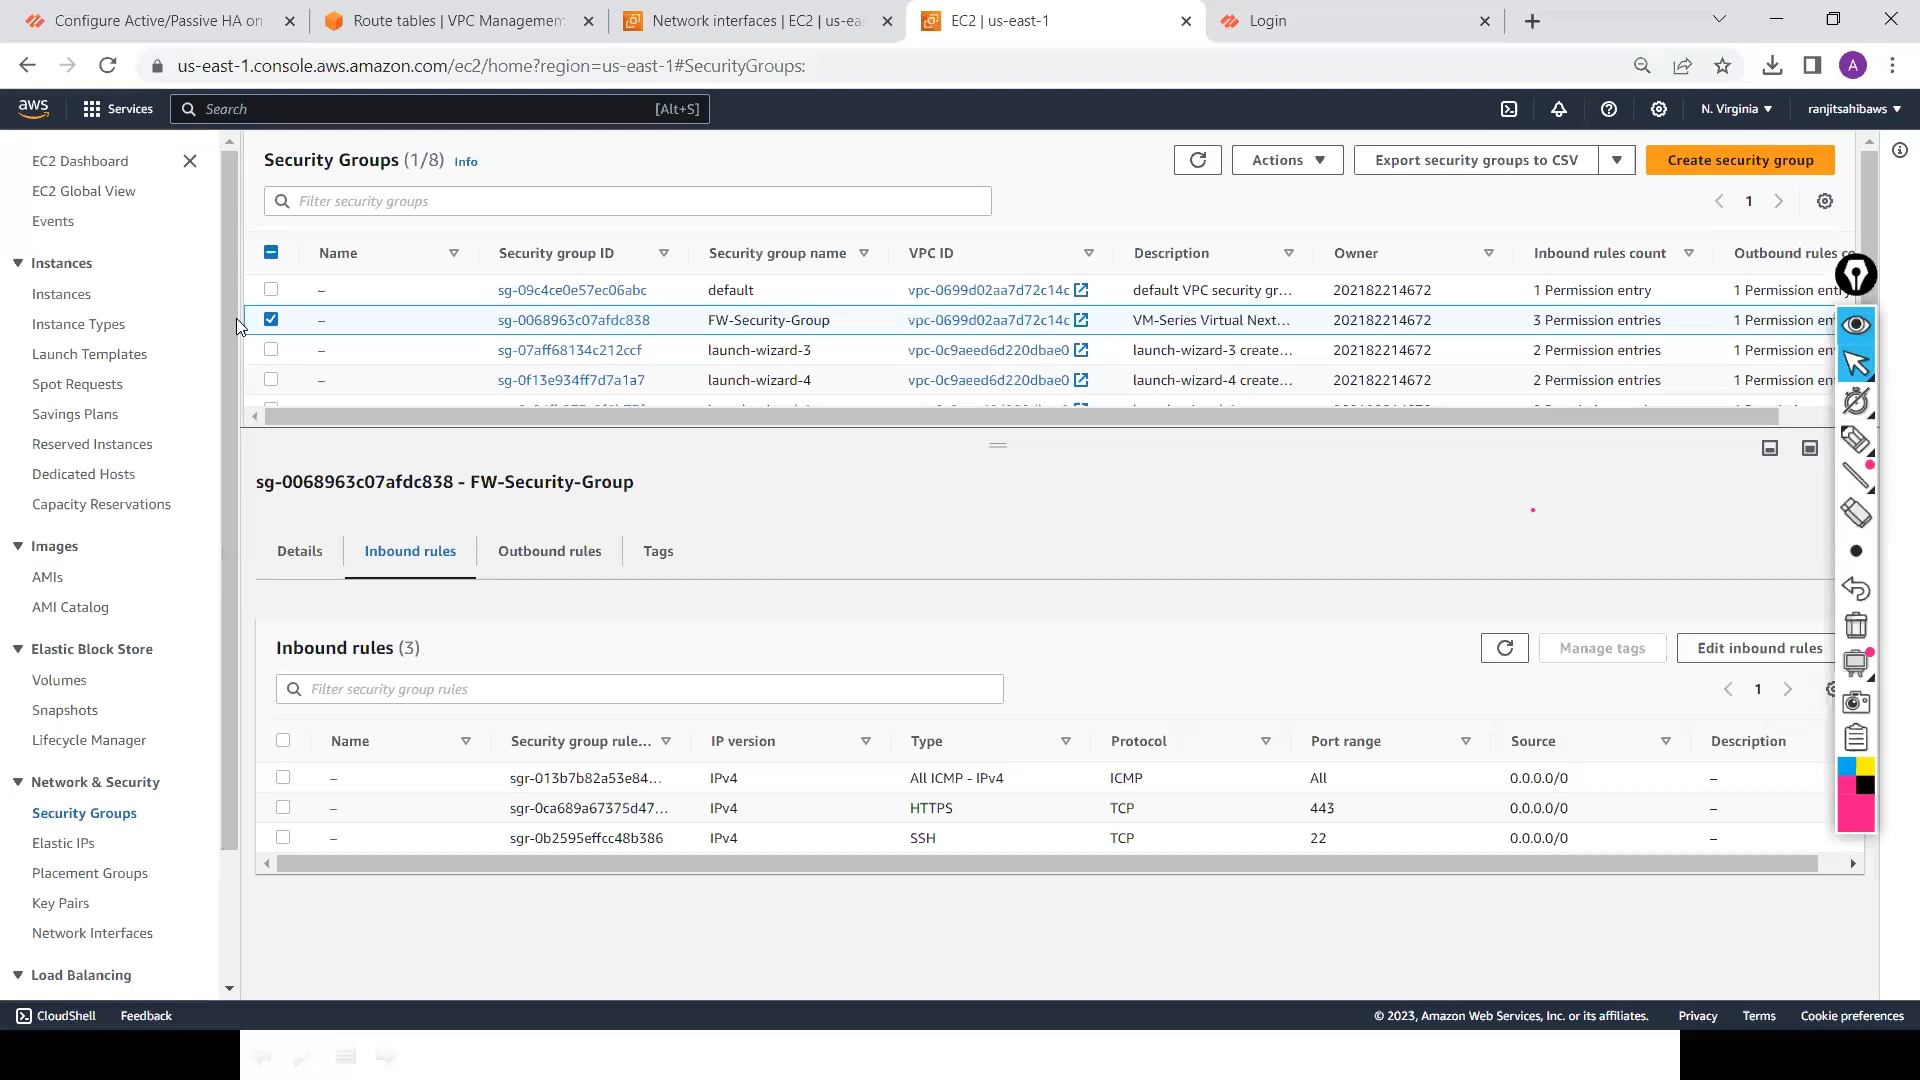 Configure Active/Passive HA on
Route tables | VPC Managemen
Network interfaces | EC2 | us-ea
EC2 | us-east-1
Login
us-east-1.console.aws.amazon.com/ec2/home?region=us-east-1#SecurityGroups:
A
aws
Services
Search
[Alt+S]
N. Virginia
ranjitsahibaws
EC2 Dashboard
EC2 Global View
Events
Instances
Instances
Instance Types
Launch Templates
Spot Requests
Savings Plans
Reserved Instances
Dedicated Hosts
Capacity Reservations
Images
AMIs
AMI Catalog
Elastic Block Store
Volumes
Snapshots
Lifecycle Manager
Network & Security
Security Groups
Elastic IPs
Placement Groups
Key Pairs
Network Interfaces
Load Balancing
Security Groups (1/8) Info
Actions
Export security groups to CSV
Create security group
Filter security groups
1
Name Security group ID Security group name VPC ID Description Owner Inbound rules count Outbound rules co
– sg-09c4ce0e57ec06abc default vpc-0699d02aa7d72c14c default VPC security gr... 202182214672 1 Permission entry 1 Permission entry
– sg-0068963c07afdc838 FW-Security-Group vpc-0699d02aa7d72c14c VM-Series Virtual Next... 202182214672 3 Permission entries 1 Permission en
– sg-07aff68134c212ccf launch-wizard-3 vpc-0c9aeed6d220dbae0 launch-wizard-3 create... 202182214672 2 Permission entries 1 Permission en
– sg-0f13e934ff7d7a1a7 launch-wizard-4 vpc-0c9aeed6d220dbae0 launch-wizard-4 create... 202182214672 2 Permission entries 1 Permission en
sg-0068963c07afdc838 - FW-Security-Group
Details
Inbound rules
Outbound rules
Tags
Inbound rules (3)
Manage tags
Edit inbound rules
Filter security group rules
1
Name Security group rule... IP version Type Protocol Port range Source Description
– sgr-013b7b82a53e84... IPv4 All ICMP - IPv4 ICMP All 0.0.0.0/0 –
– sgr-0ca689a67375d47... IPv4 HTTPS TCP 443 0.0.0.0/0 –
– sgr-0b2595effcc48b386 IPv4 SSH TCP 22 0.0.0.0/0 –
CloudShell
Feedback
© 2023, Amazon Web Services, Inc. or its affiliates.
Privacy
Terms
Cookie preferences